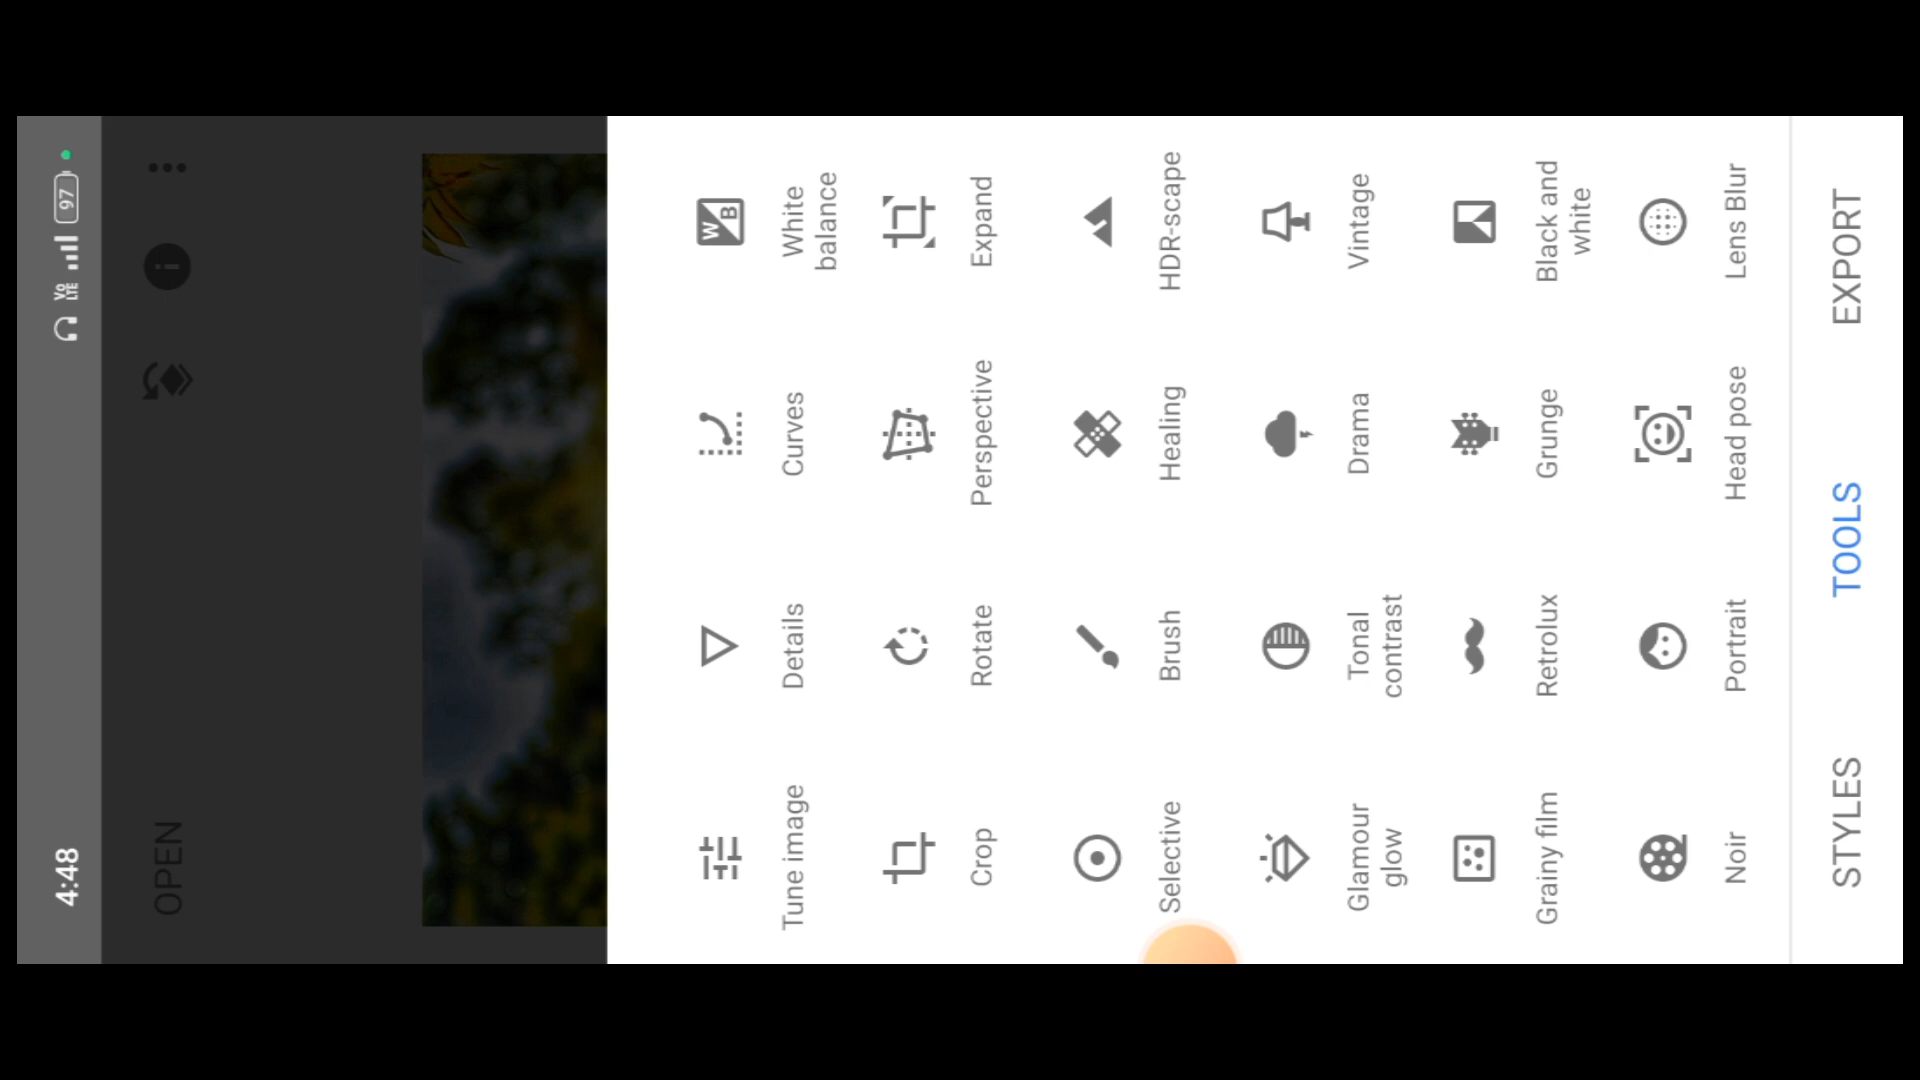 4:48
Vo
LTE
97
OPEN
Tune image
Details
Curves
W
B
White
balance
Crop
Rotate
Perspective
Expand
Selective
Brush
Healing
HDR-scape
Glamour
glow
Tonal
contrast
Drama
Vintage
Grainy film
Retrolux
Grunge
Black and
white
Noir
Portrait
Head pose
Lens Blur
STYLES
TOOLS
EXPORT